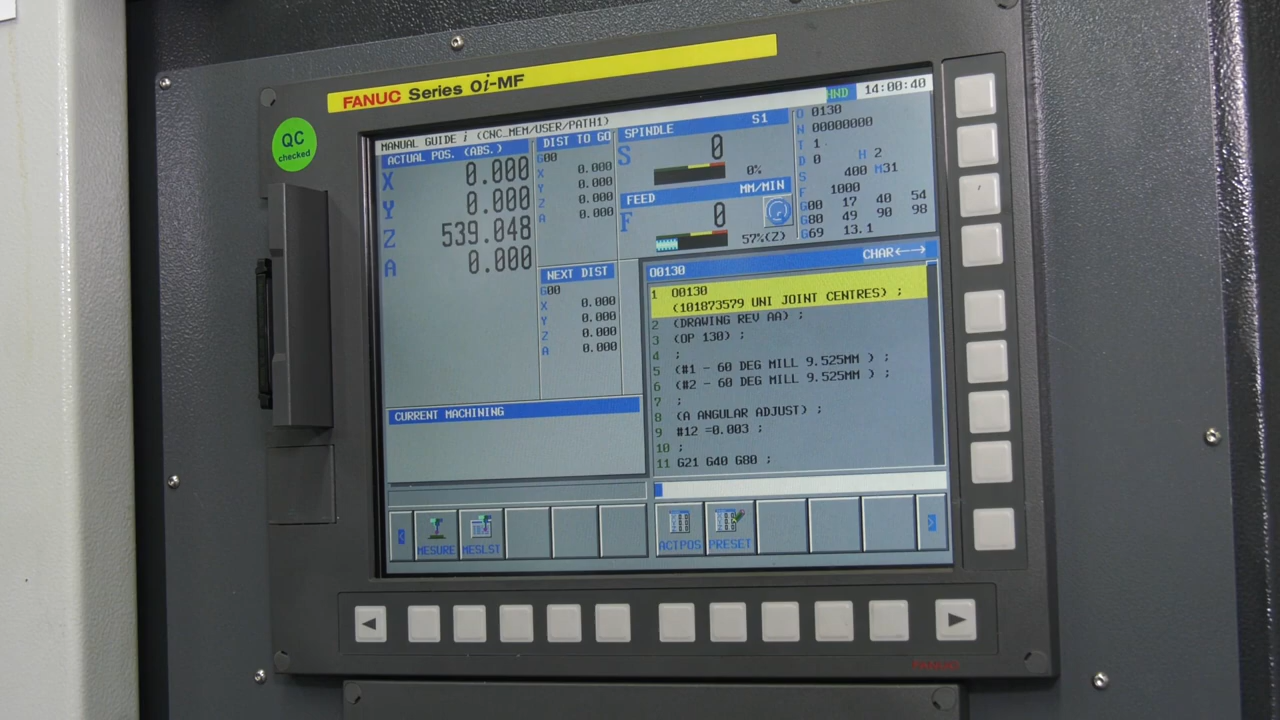 FANUC Series 0i-MF
QC
checked
MANUAL GUIDE i (CNC_MEM/USER/PATH1)
HND 14:00:40
ACTUAL POS. (ABS.)
X 0.000
Y 0.000
Z 539.048
A 0.000
DIST TO GO
G00
X 0.000
Y 0.000
Z 0.000
A 0.000
NEXT DIST
G00
X 0.000
Y 0.000
Z 0.000
A 0.000
SPINDLE S1
S 0
0%
FEED MM/MIN
F 0
57%(Z)
O 0130
N 00000000
T 1
D 0 H 2
S 400 M31
F 1000
G00 17 40 54
G80 49 90 98
G69 13.1
O0130 CHAR←→
1 O0130
(101873579 UNI JOINT CENTRES) ;
2 (DRAWING REV AA) ;
3 (OP 130) ;
4 ;
5 (#1 - 60 DEG MILL 9.525MM ) ;
6 (#2 - 60 DEG MILL 9.525MM ) ;
7 ;
8 (A ANGULAR ADJUST) ;
9 #12 =0.003 ;
10 ;
11 G21 G40 G80 ;
CURRENT MACHINING
< MESURE MESLST ACTPOS PRESET >
FANUC